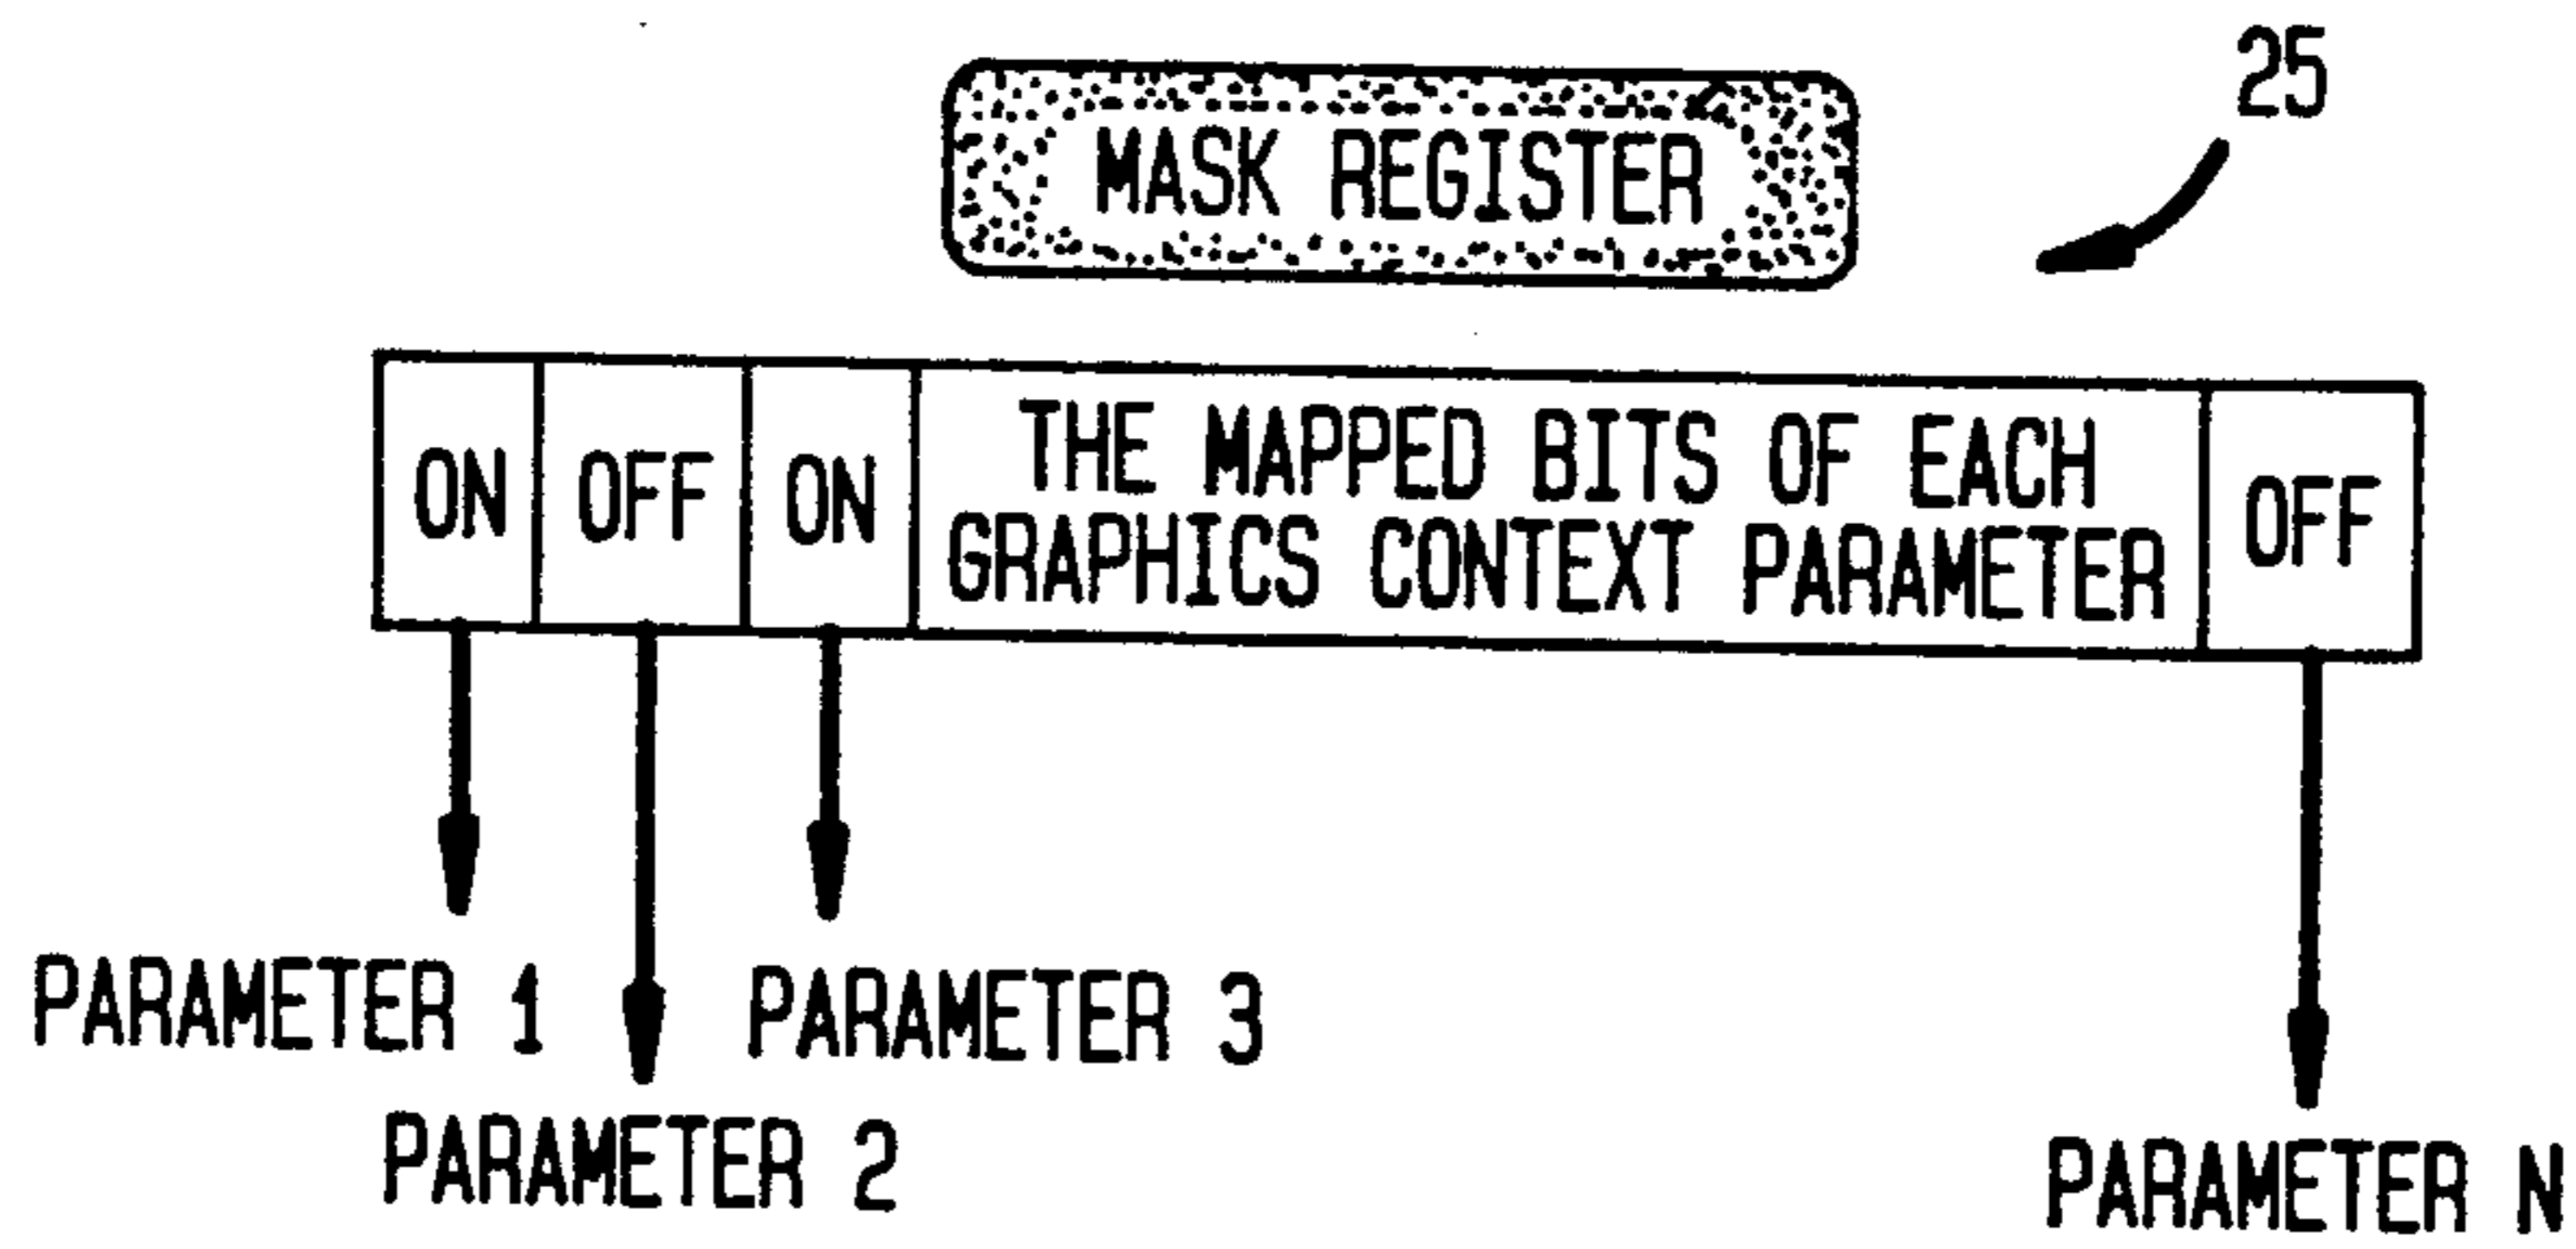 25
MASK REGISTER
ON OFF ON THE MAPPED BITS OF EACH GRAPHICS CONTEXT PARAMETER OFF
PARAMETER 1
PARAMETER 3
PARAMETER 2
PARAMETER N